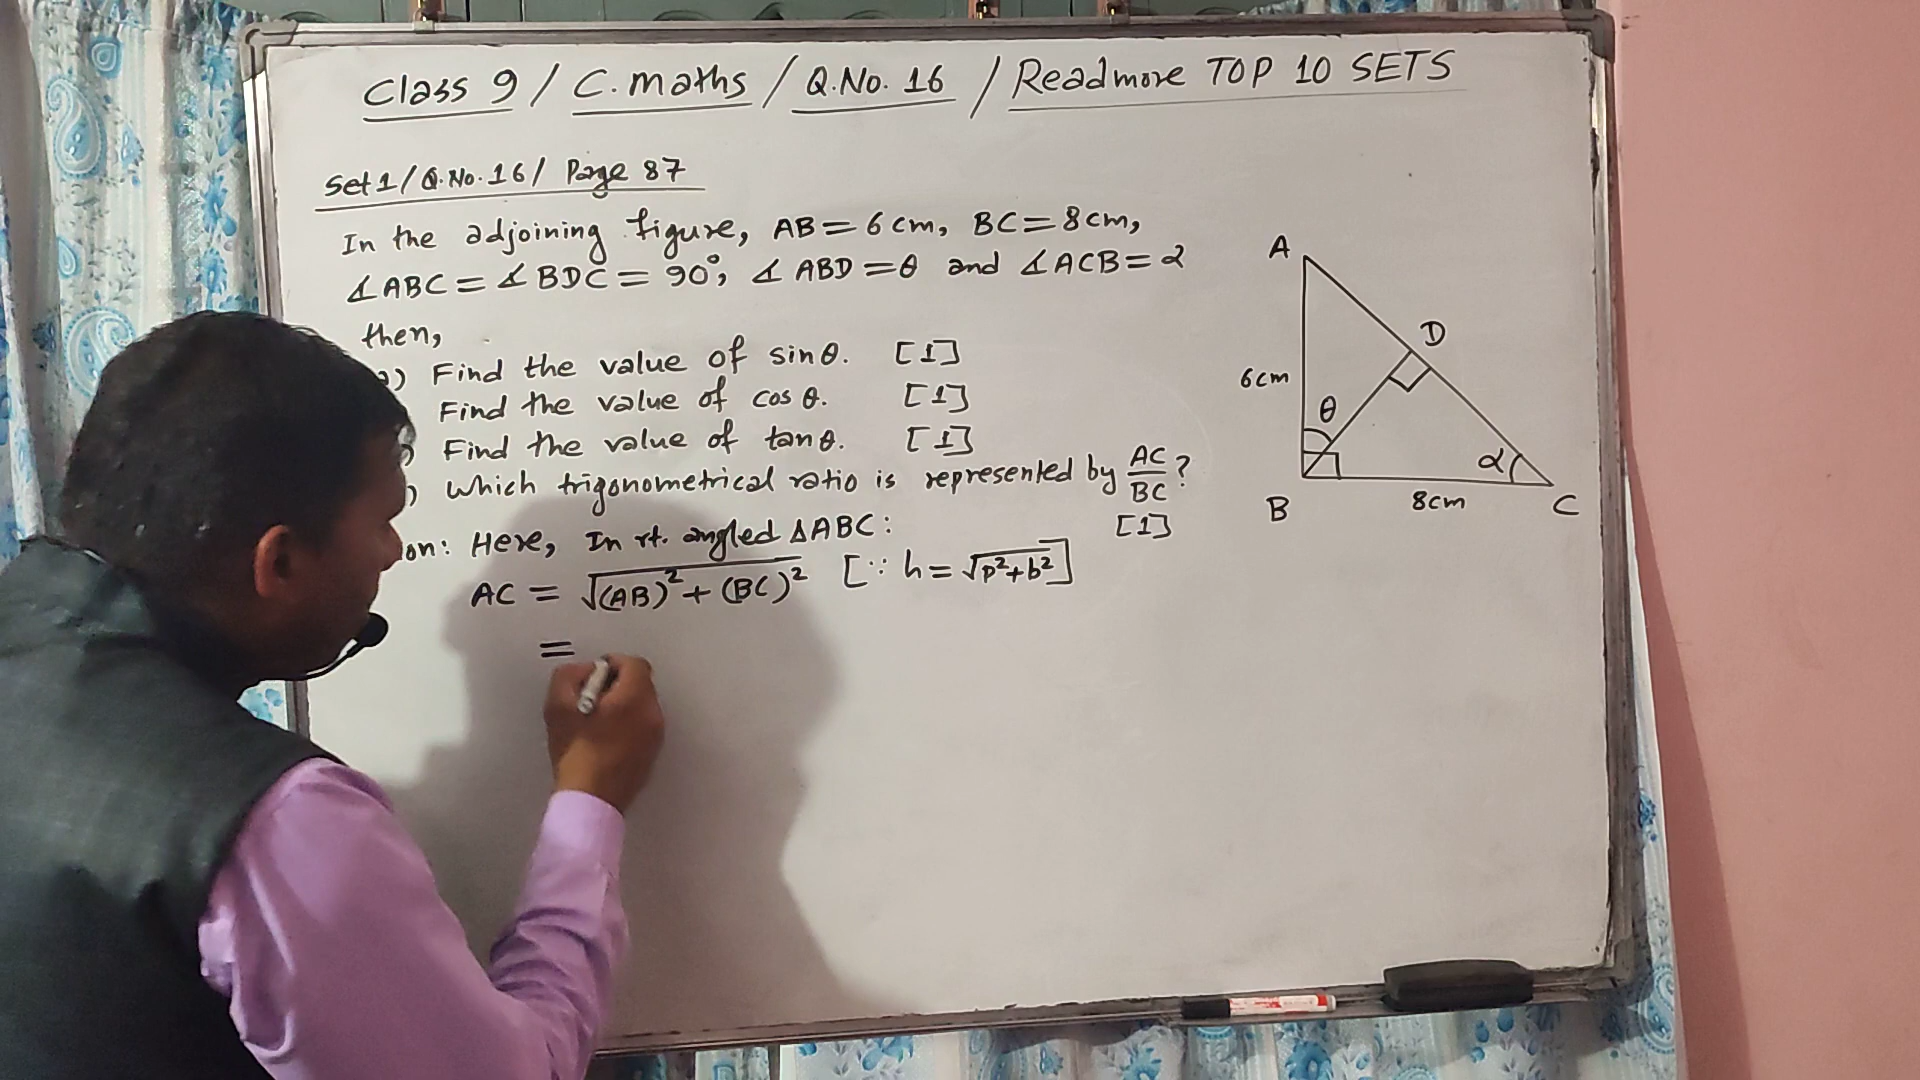 Class 9 / C. maths / Q.No. 16 / Readmore TOP 10 SETS
Set 1 / Q.No. 16 / Page 87
In the adjoining figure, AB = 6 cm, BC = 8 cm,
∡ABC = ∡BDC = 90°, ∡ABD = θ and ∡ACB = α
then,
) Find the value of sin θ. [1]
Find the value of cos θ. [1]
) Find the value of tan θ. [1]
) Which trigonometrical ratio is represented by AC/BC ?
[1]
on: Here, In rt. angled ΔABC:
AC = √(AB)² + (BC)² [∵ h = √p² + b²]
=
A
D
6cm
θ
α
B
8cm
C